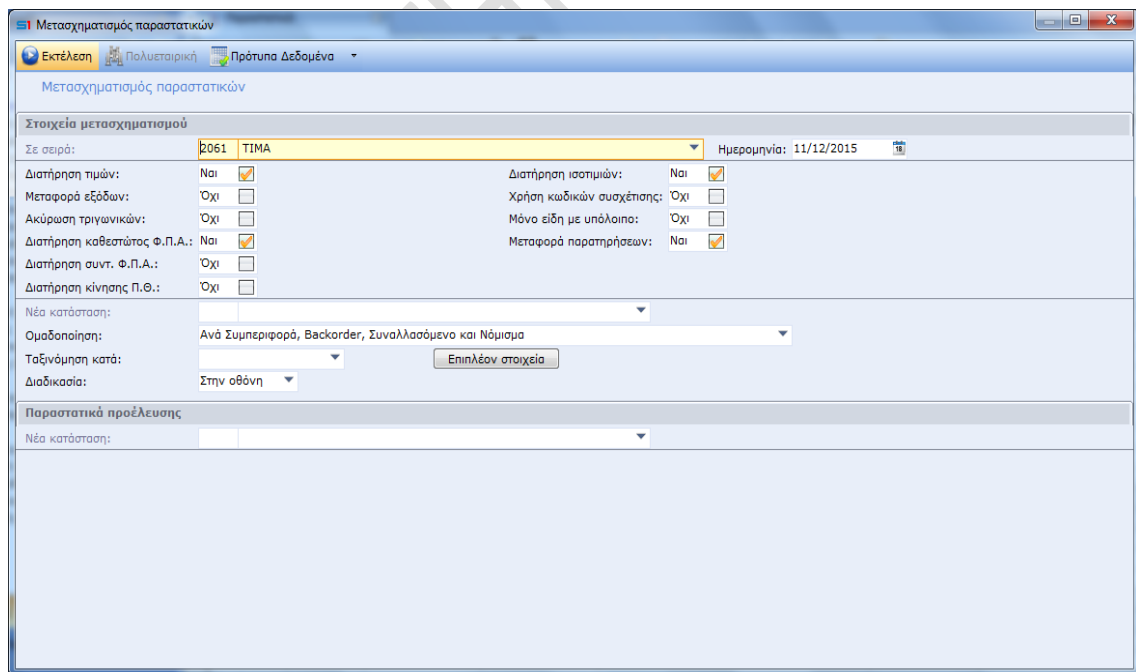 S1 Μετασχηματισμός παραστατικών
Εκτέλεση Πολυεταιρική Πρότυπα Δεδομένα
Μετασχηματισμός παραστατικών
Στοιχεία μετασχηματισμού
Σε σειρά: 2061 ΤΙΜΑ Ημερομηνία: 11/12/2015 18
Διατήρηση τιμών: Ναι Διατήρηση ισοτιμιών: Ναι
Μεταφορά εξόδων: Όχι Χρήση κωδικών συσχέτισης: Όχι
Ακύρωση τριγωνικών: Όχι Μόνο είδη με υπόλοιπο: Όχι
Διατήρηση καθεστώτος Φ.Π.Α.: Ναι Μεταφορά παρατηρήσεων: Ναι
Διατήρηση συντ. Φ.Π.Α.: Όχι
Διατήρηση κίνησης Π.Θ.: Όχι
Νέα κατάσταση:
Ομαδοποίηση: Ανά Συμπεριφορά, Backorder, Συναλλασόμενο και Νόμισμα
Ταξινόμηση κατά: Επιπλέον στοιχεία
Διαδικασία: Στην οθόνη
Παραστατικά προέλευσης
Νέα κατάσταση: